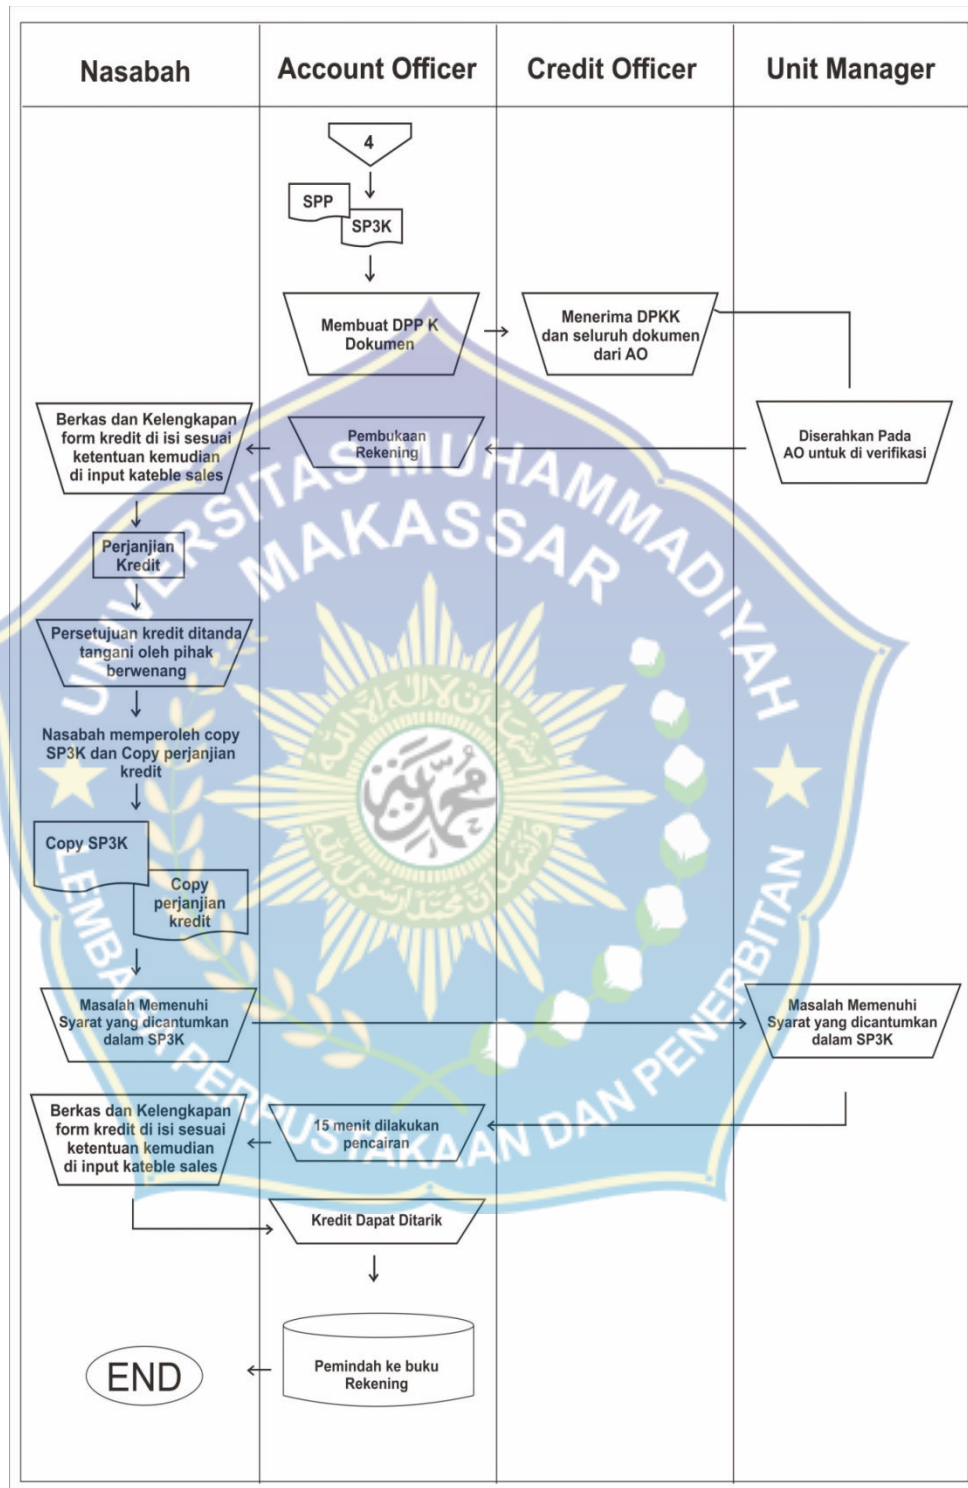 Nasabah
Account Officer
Credit Officer
Unit Manager
4
SPP
SP3K
Membuat DPP K
Dokumen
Menerima DPKK
dan seluruh dokumen
dari AO
Diserahkan Pada
AO untuk di verifikasi
Pembukaan
Rekening
Berkas dan Kelengkapan
form kredit di isi sesuai
ketentuan kemudian
di input kateble sales
Perjanjian
Kredit
Persetujuan kredit ditanda
tangani oleh pihak
berwenang
Nasabah memperoleh copy
SP3K dan Copy perjanjian
kredit
Copy SP3K
Copy
perjanjian
kredit
Masalah Memenuhi
Syarat yang dicantumkan
dalam SP3K
Masalah Memenuhi
Syarat yang dicantumkan
dalam SP3K
15 menit dilakukan
pencairan
Berkas dan Kelengkapan
form kredit di isi sesuai
ketentuan kemudian
di input kateble sales
Kredit Dapat Ditarik
Pemindah ke buku
Rekening
END
UNIVERSITAS MUHAMMADIYAH
MAKASSAR
LEMBAGA PERPUSTAKAAN DAN PENERBITAN